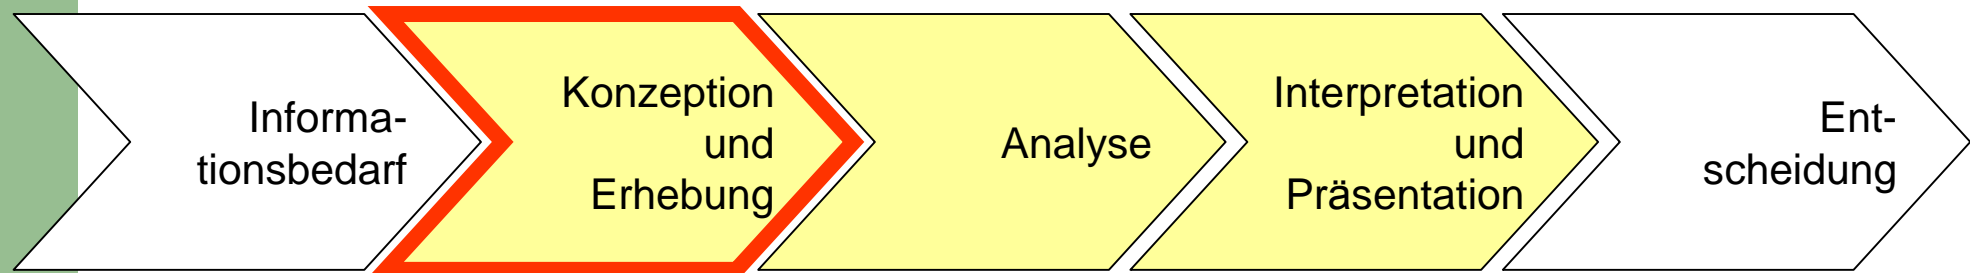 Informa-
tionsbedarf
Konzeption
und
Erhebung
Analyse
Interpretation
und
Präsentation
Ent-
scheidung